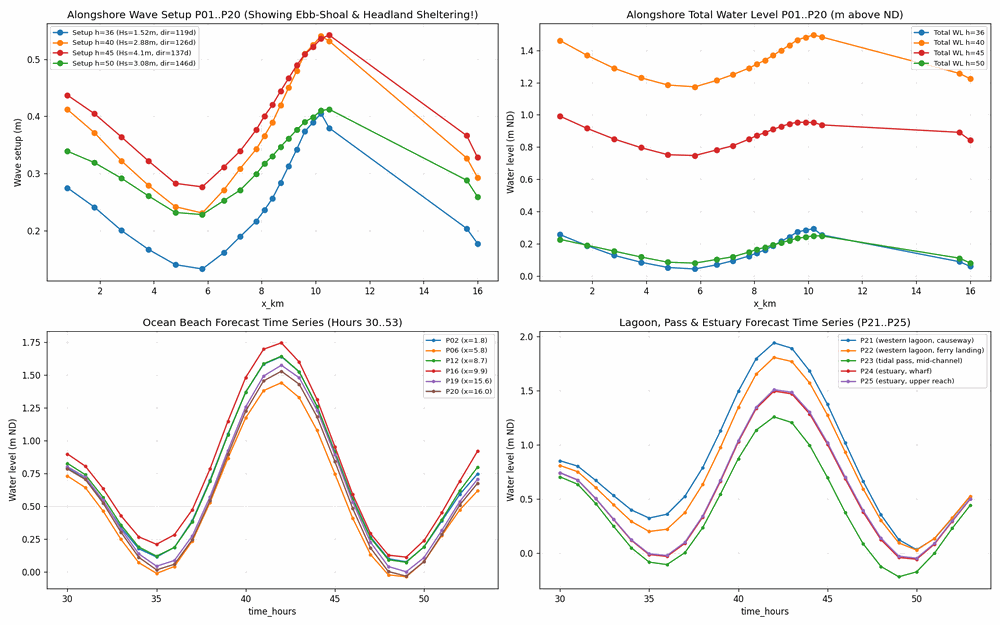 Alongshore Wave Setup P01..P20 (Showing Ebb-Shoal & Headland Sheltering!)
Setup h=36 (Hs=1.52m, dir=119d)
Setup h=40 (Hs=2.88m, dir=126d)
Setup h=45 (Hs=4.1m, dir=137d)
Setup h=50 (Hs=3.08m, dir=146d)
Wave setup (m)
0.5
0.4
0.3
0.2
2 4 6 8 10 12 14 16
x_km
Alongshore Total Water Level P01..P20 (m above ND)
Total WL h=36
Total WL h=40
Total WL h=45
Total WL h=50
Water level (m ND)
1.4
1.2
1.0
0.8
0.6
0.4
0.2
0.0
2 4 6 8 10 12 14 16
x_km
Ocean Beach Forecast Time Series (Hours 30..53)
P02 (x=1.8)
P06 (x=5.8)
P12 (x=8.7)
P16 (x=9.9)
P19 (x=15.6)
P20 (x=16.0)
Water level (m ND)
1.75
1.50
1.25
1.00
0.75
0.50
0.25
0.00
30 35 40 45 50
time_hours
Lagoon, Pass & Estuary Forecast Time Series (P21..P25)
P21 (western lagoon, causeway)
P22 (western lagoon, ferry landing)
P23 (tidal pass, mid-channel)
P24 (estuary, wharf)
P25 (estuary, upper reach)
Water level (m ND)
2.0
1.5
1.0
0.5
0.0
30 35 40 45 50
time_hours